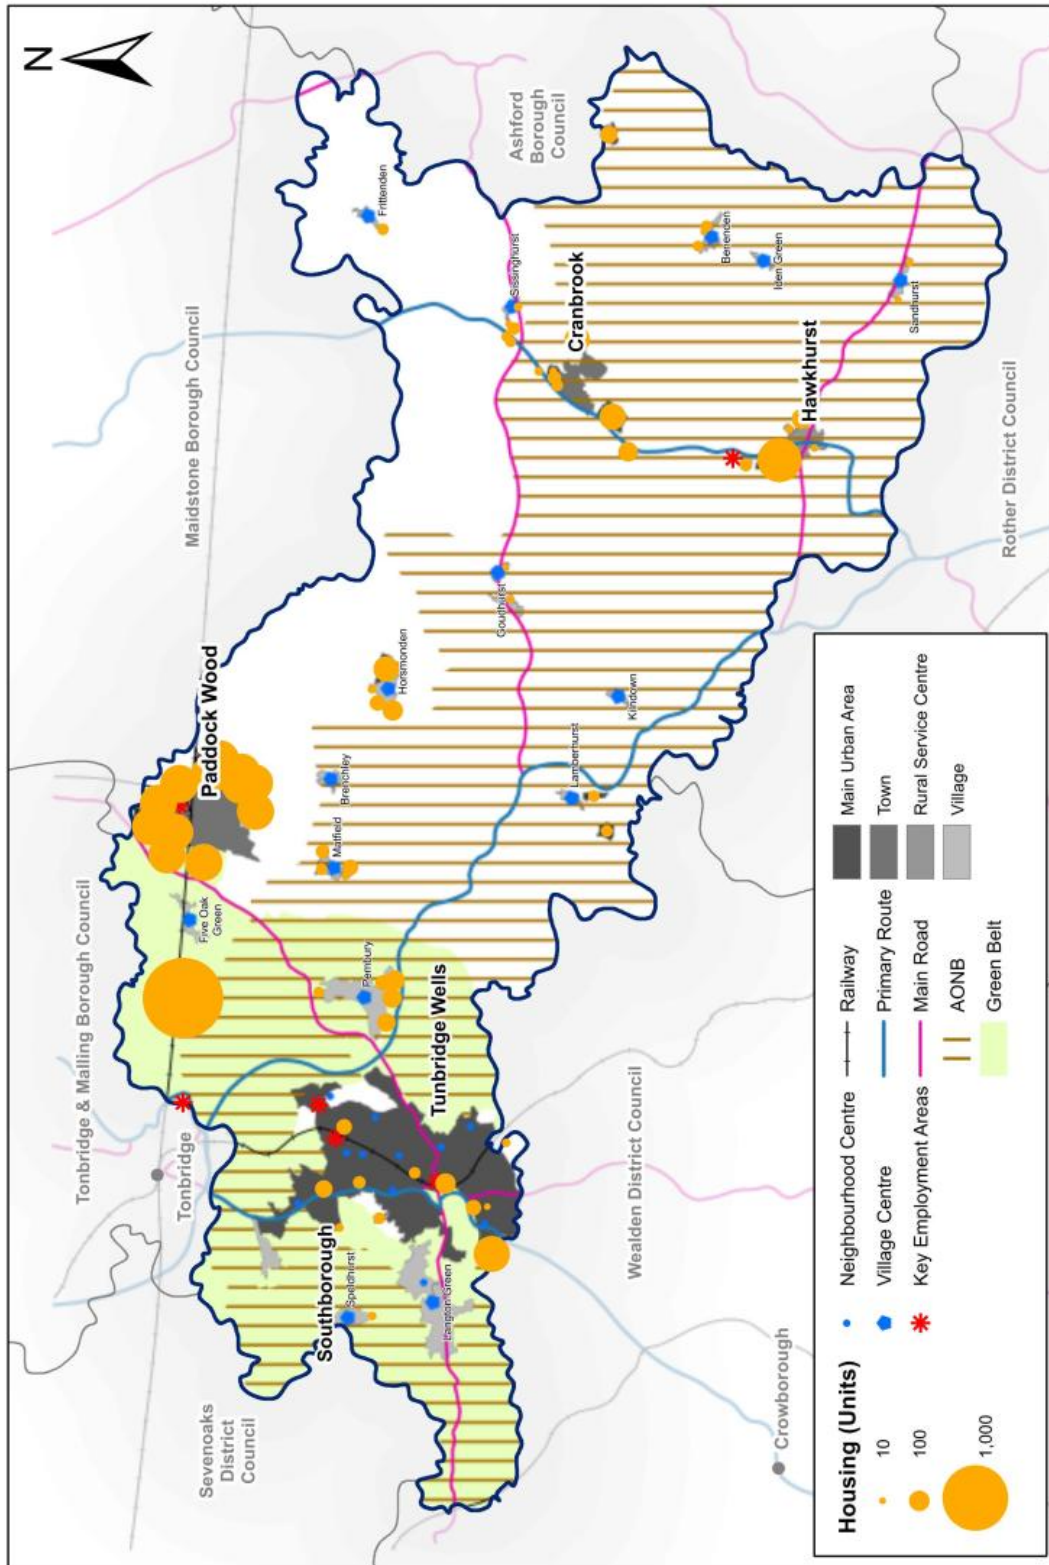 N
Tonbridge & Malling Borough Council
Maidstone Borough Council
Tonbridge
Sevenoaks
District
Council
Ashford
Borough
Council
Wealden District Council
Rother District Council
Crowborough
Paddock Wood
Five Oak
Green
Southborough
Speldhurst
Langton Green
Tunbridge Wells
Pembury
Matfield
Brenchley
Horsmonden
Goudhurst
Lamberhurst
Kilndown
Frittenden
Sissinghurst
Cranbrook
Benenden
Iden Green
Hawkhurst
Sandhurst
Housing (Units)
10
100
1,000
Neighbourhood Centre
Village Centre
Key Employment Areas
Railway
Primary Route
Main Road
AONB
Green Belt
Main Urban Area
Town
Rural Service Centre
Village